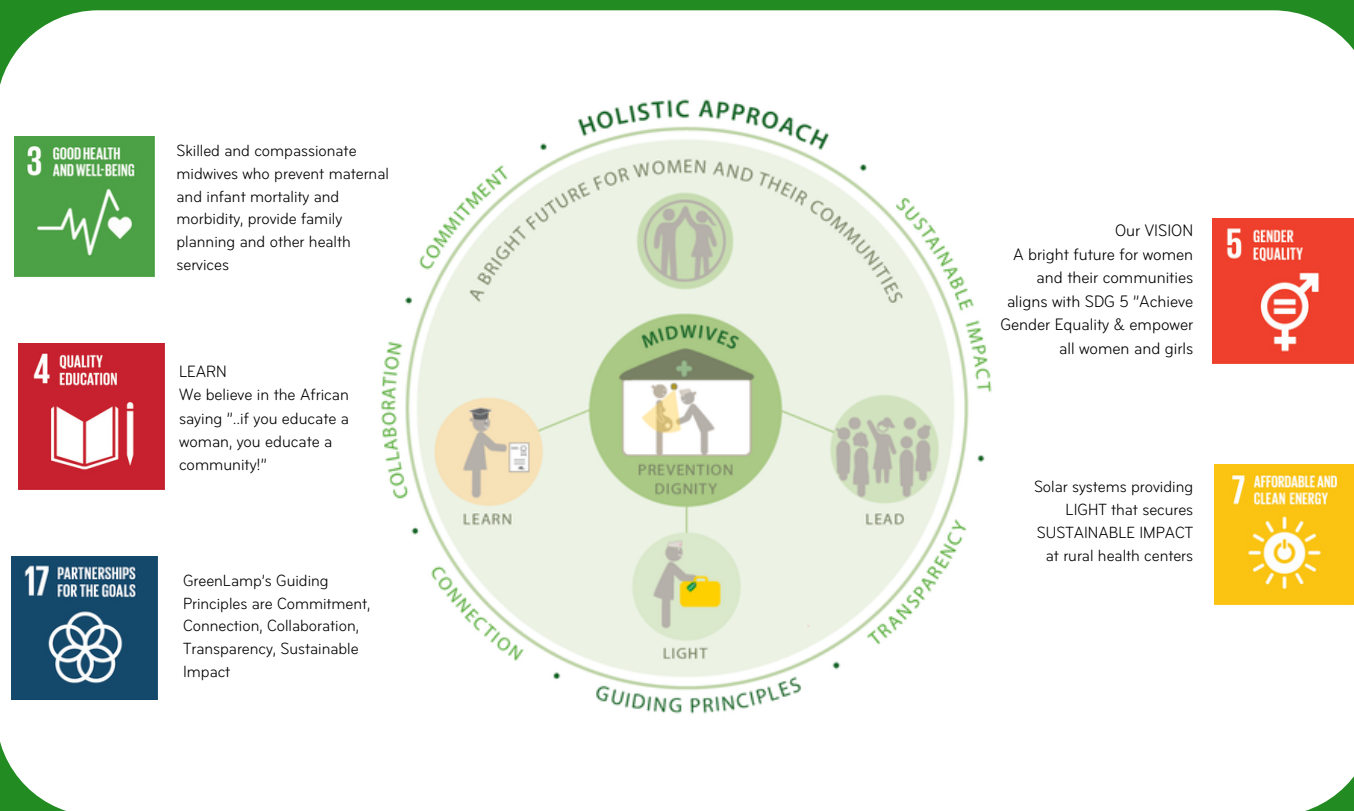 3 GOOD HEALTH
AND WELL-BEING
Skilled and compassionate
midwives who prevent maternal
and infant mortality and
morbidity, provide family
planning and other health
services
4 QUALITY
EDUCATION
LEARN
We believe in the African
saying "..if you educate a
woman, you educate a
community!"
17 PARTNERSHIPS
FOR THE GOALS
GreenLamp's Guiding
Principles are Commitment,
Connection, Collaboration,
Transparency, Sustainable
Impact
HOLISTIC APPROACH
SUSTAINABLE IMPACT
TRANSPARENCY
GUIDING PRINCIPLES
CONNECTION
COLLABORATION
COMMITMENT
A BRIGHT FUTURE FOR WOMEN AND THEIR COMMUNITIES
MIDWIVES
PREVENTION
DIGNITY
LEARN
LEAD
LIGHT
Our VISION
A bright future for women
and their communities
aligns with SDG 5 "Achieve
Gender Equality & empower
all women and girls
5 GENDER
EQUALITY
Solar systems providing
LIGHT that secures
SUSTAINABLE IMPACT
at rural health centers
7 AFFORDABLE AND
CLEAN ENERGY